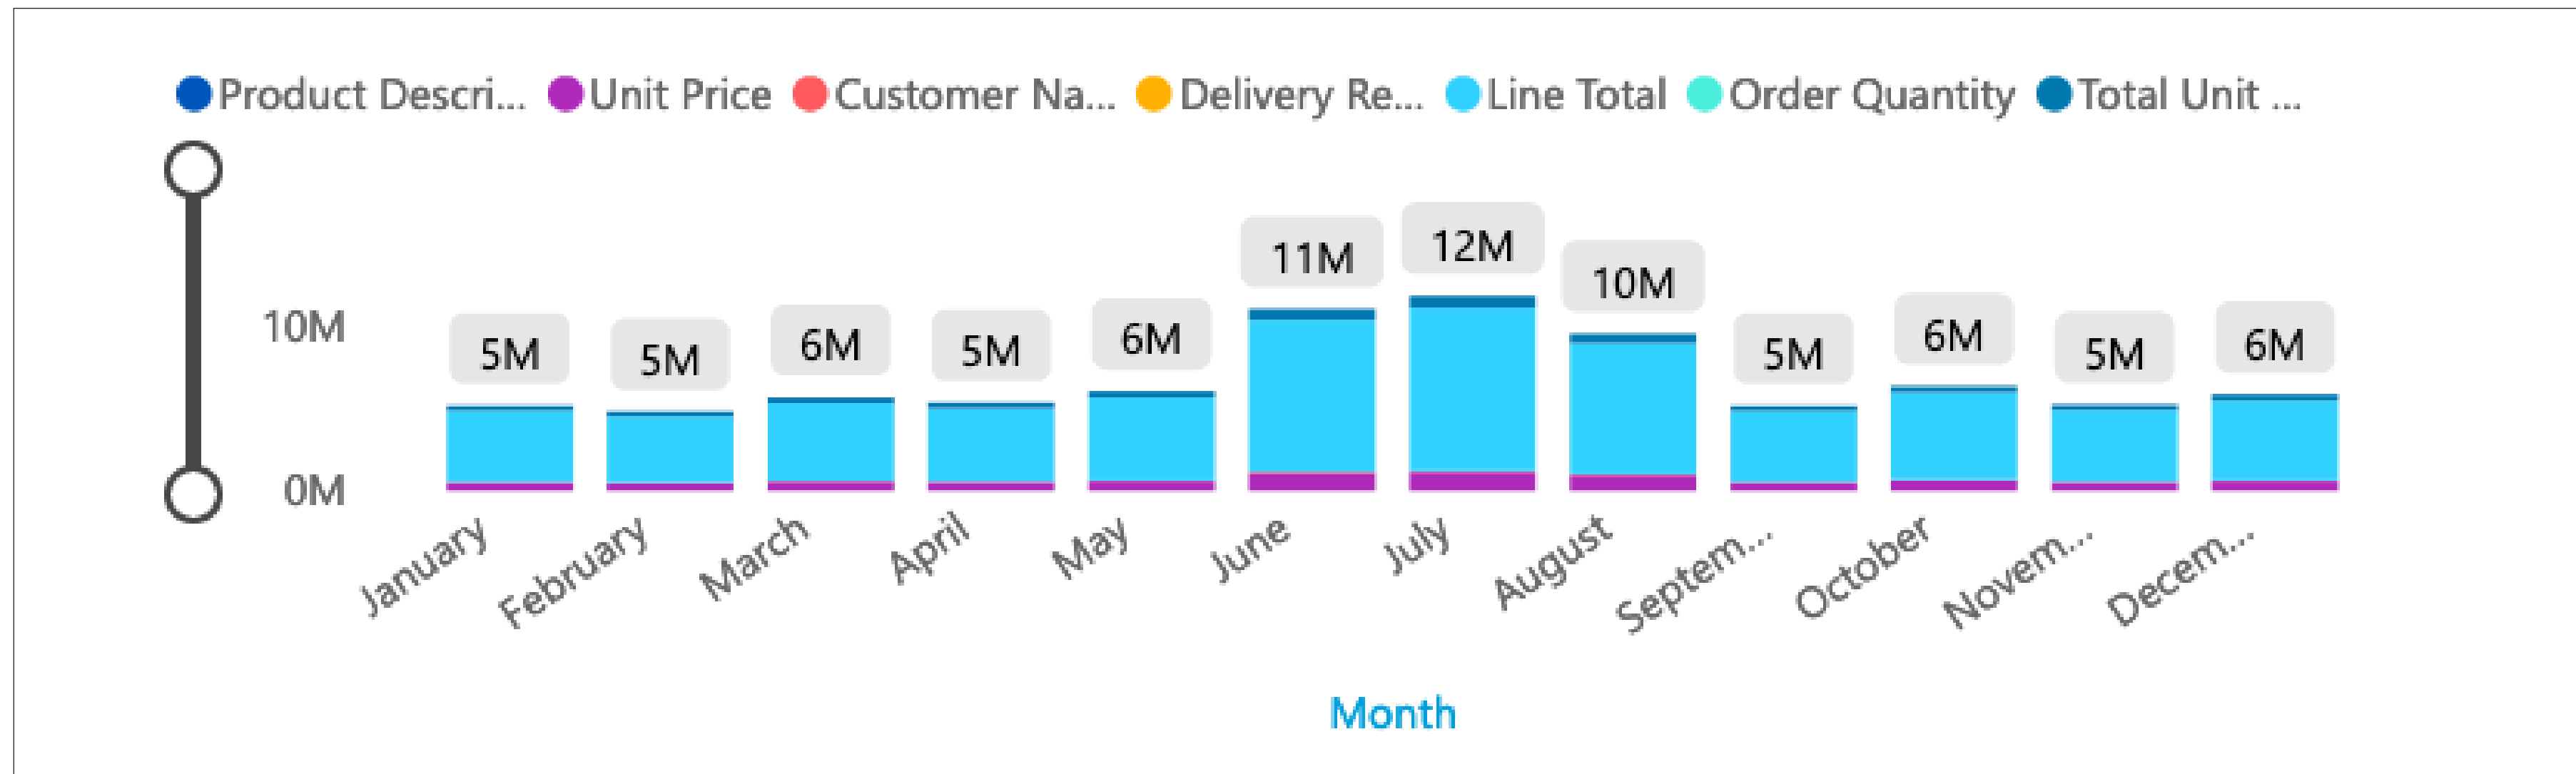 Product Descri... Unit Price Customer Na... Delivery Re... Line Total Order Quantity Total Unit ...
12M
11M
10M
10M
6M
6M
6M
6M
5M
5M
5M
5M
5M
0M
January February March April May June July August Septem... October Novem... Decem...
Month